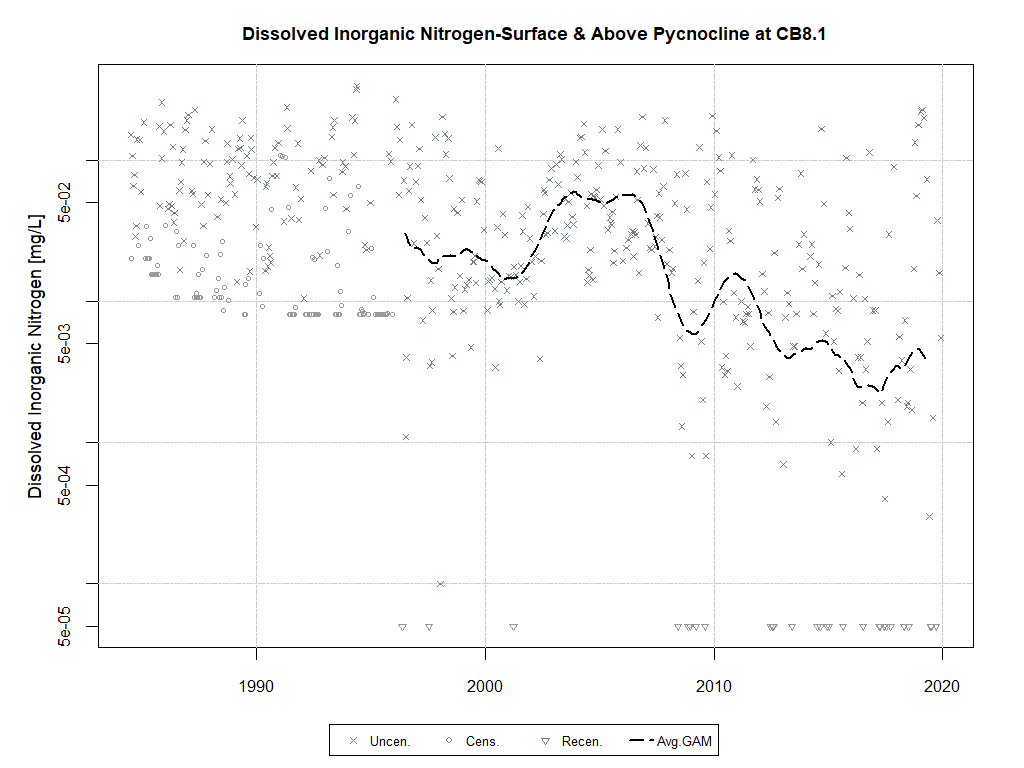 Dissolved Inorganic Nitrogen-Surface & Above Pycnocline at CB8.1
Dissolved Inorganic Nitrogen [mg/L]
5e-02
5e-03
5e-04
5e-05
1990 2000 2010 2020
Uncen. Cens. Recen. Avg.GAM